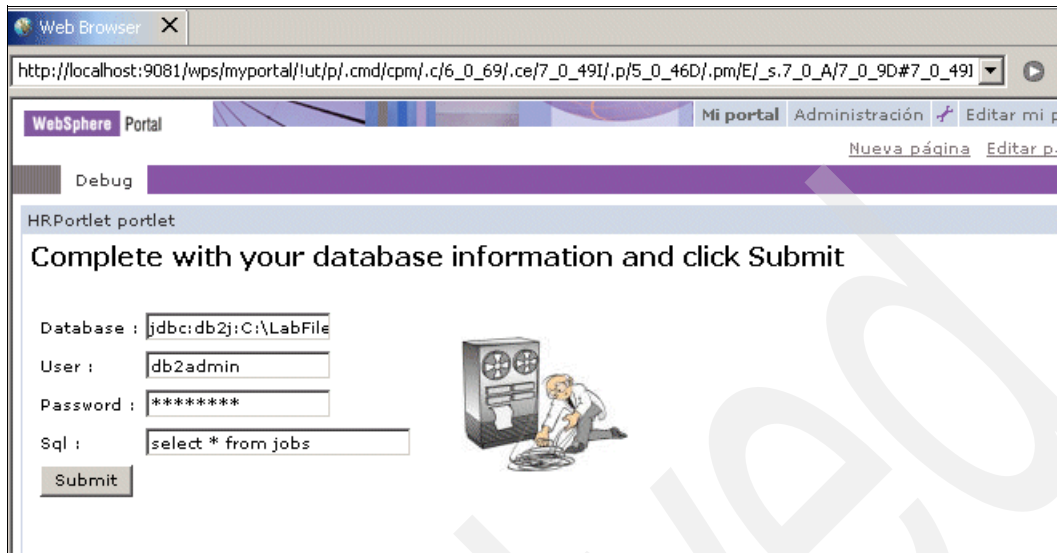 Web Browser X
http://localhost:9081/wps/myportal/!ut/p/.cmd/cpm/.c/6_0_69/.ce/7_0_49I/.p/5_0_46D/.pm/E/_s.7_0_A/7_0_9D#7_0_49I
WebSphere Portal Mi portal Administración Editar mi p
Nueva página Editar pá
Debug
HRPortlet portlet
Complete with your database information and click Submit
Database : jdbc:db2j:C:\LabFile
User : db2admin
Password : ********
Sql : select * from jobs
Submit